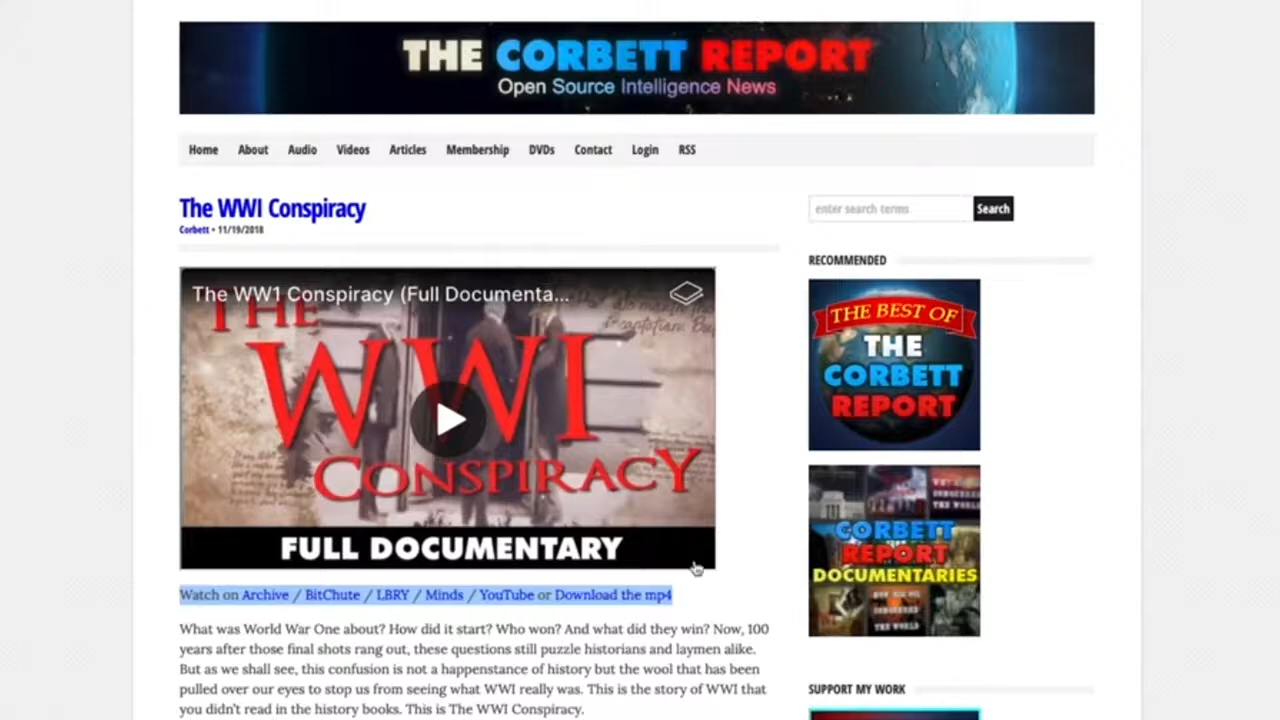 THE CORBETT REPORT
Open Source Intelligence News
Home About Audio Videos Articles Membership DVDs Contact Login RSS
The WWI Conspiracy
Corbett • 11/19/2018
enter search terms
Search
The WW1 Conspiracy (Full Documenta...
THE
WWI
CONSPIRACY
FULL DOCUMENTARY
Watch on Archive / BitChute / LBRY / Minds / YouTube or Download the mp4
What was World War One about? How did it start? Who won? And what did they win? Now, 100
years after those final shots rang out, these questions still puzzle historians and laymen alike.
But as we shall see, this confusion is not a happenstance of history but the wool that has been
pulled over our eyes to stop us from seeing what WWI really was. This is the story of WWI that
you didn't read in the history books. This is The WWI Conspiracy.
RECOMMENDED
THE BEST OF
THE
CORBETT
REPORT
CORBETT
REPORT
DOCUMENTARIES
SUPPORT MY WORK